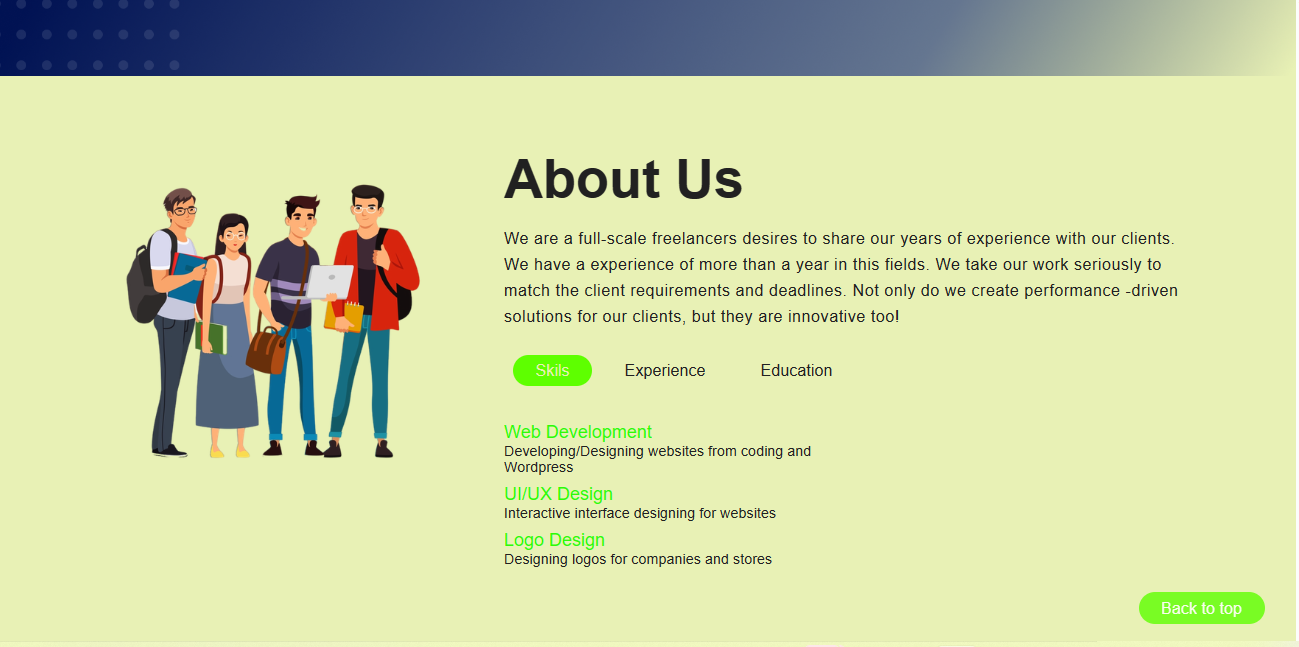 About Us
We are a full-scale freelancers desires to share our years of experience with our clients.
We have a experience of more than a year in this fields. We take our work seriously to
match the client requirements and deadlines. Not only do we create performance -driven
solutions for our clients, but they are innovative too!
Skils Experience Education
Web Development
Developing/Designing websites from coding and
Wordpress
UI/UX Design
Interactive interface designing for websites
Logo Design
Designing logos for companies and stores
Back to top